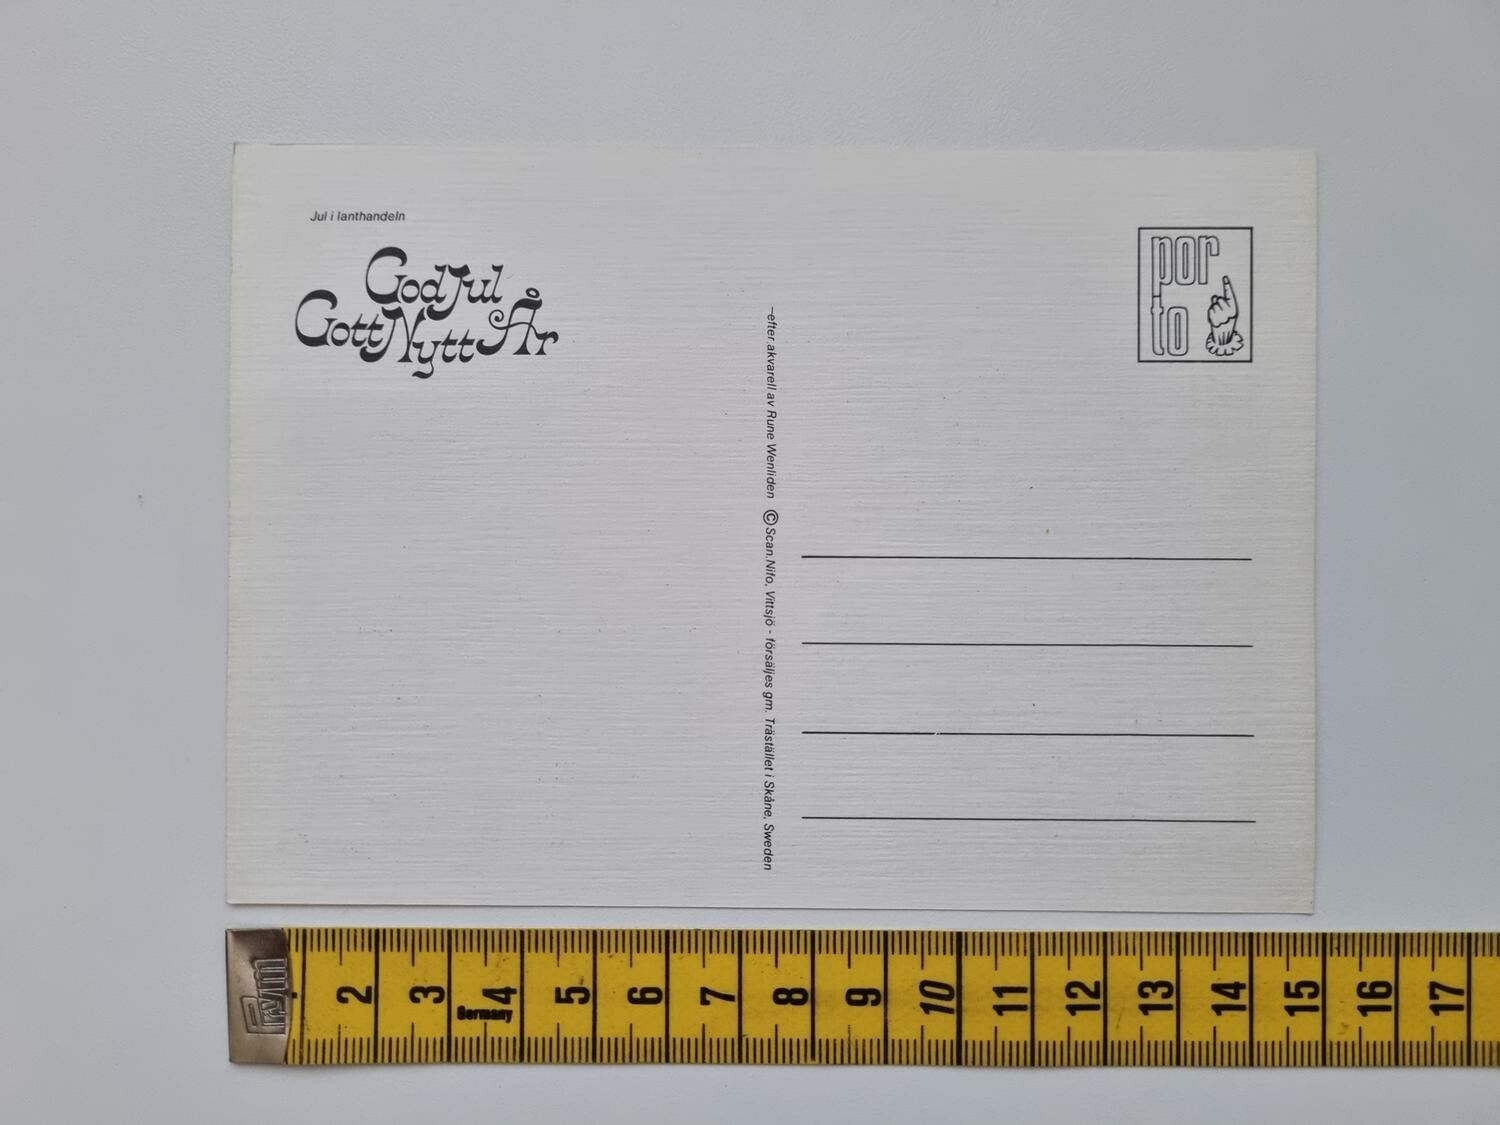 Jul i lanthandeln
God Jul
Gott Nytt År
por
to
—efter akvarell av Rune Wenliden © Scan.Nifo, Vittsjö - försäljes gm. Trästället i Skåne, Sweden
Prym
2 3 4 5 6 7 8 9 10 11 12 13 14 15 16 17
Germany